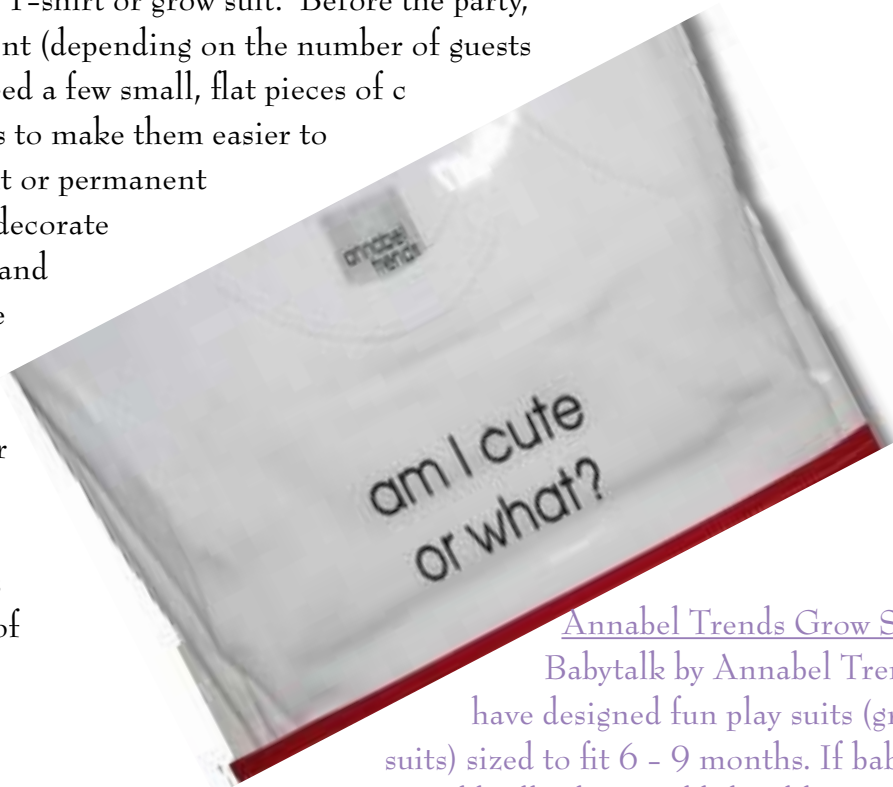 T-shirt or grow suit. Before the party,
nt (depending on the number of guests
ed a few small, flat pieces of c
s to make them easier to
t or permanent
decorate
and
e
r
of
annabel
trends
am I cute
or what?
Annabel Trends Grow S
Babytalk by Annabel Tren
have designed fun play suits (gr
suits) sized to fit 6 - 9 months. If bab